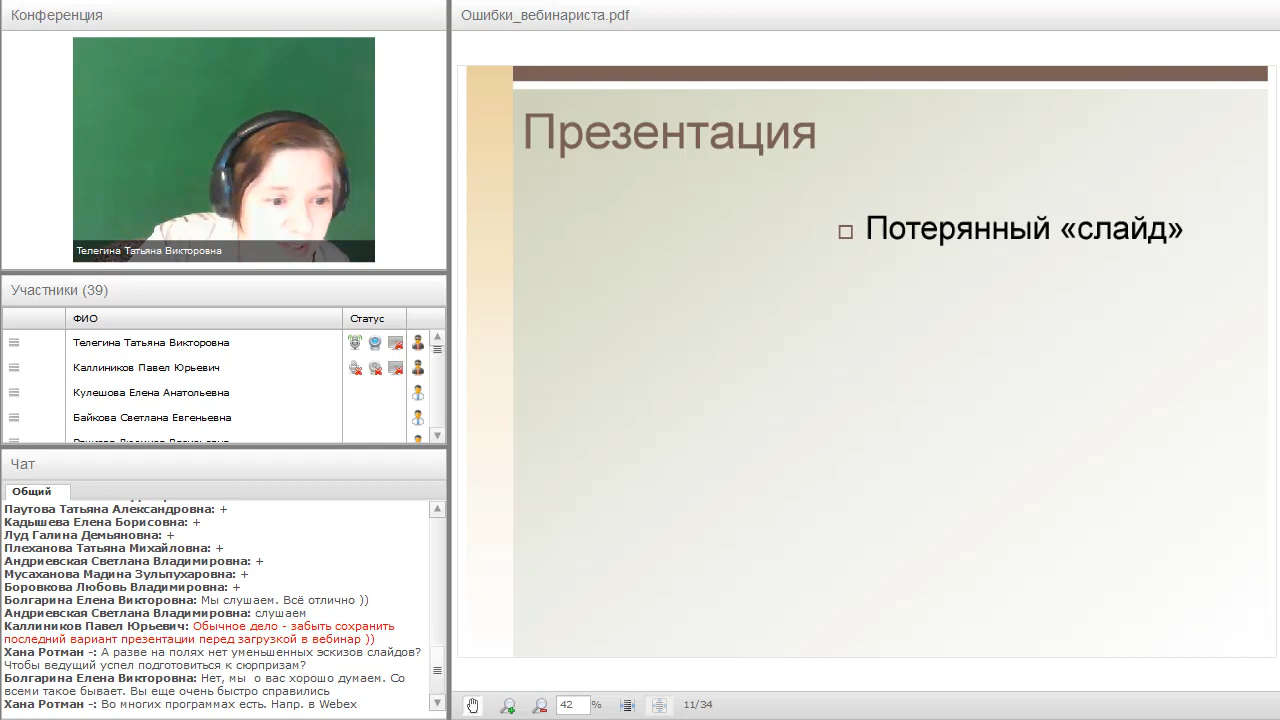 Конференция
Телегина Татьяна Викторовна
Участники (39)
ФИО
Статус
Телегина Татьяна Викторовна
Каллиников Павел Юрьевич
Кулешова Елена Анатольевна
Байкова Светлана Евгеньевна
Чат
Общий
Паутова Татьяна Александровна: +
Кадышева Елена Борисовна: +
Луд Галина Демьяновна: +
Плеханова Татьяна Михайловна: +
Андриевская Светлана Владимировна: +
Мусаханова Мадина Зульпухаровна: +
Боровкова Любовь Владимировна: +
Болгарина Елена Викторовна: Мы слушаем. Всё отлично ))
Андриевская Светлана Владимировна: слушаем
Каллиников Павел Юрьевич: Обычное дело - забыть сохранить
последний вариант презентации перед загрузкой в вебинар ))
Хана Ротман -: А разве на полях нет уменьшенных эскизов слайдов?
Чтобы ведущий успел подготовиться к сюрпризам?
Болгарина Елена Викторовна: Нет, мы о вас хорошо думаем. Со
всеми такое бывает. Вы еще очень быстро справились
Хана Ротман -: Во многих программах есть. Напр. в Webex
Ошибки_вебинариста.pdf
Презентация
Потерянный «слайд»
42 %
11/34